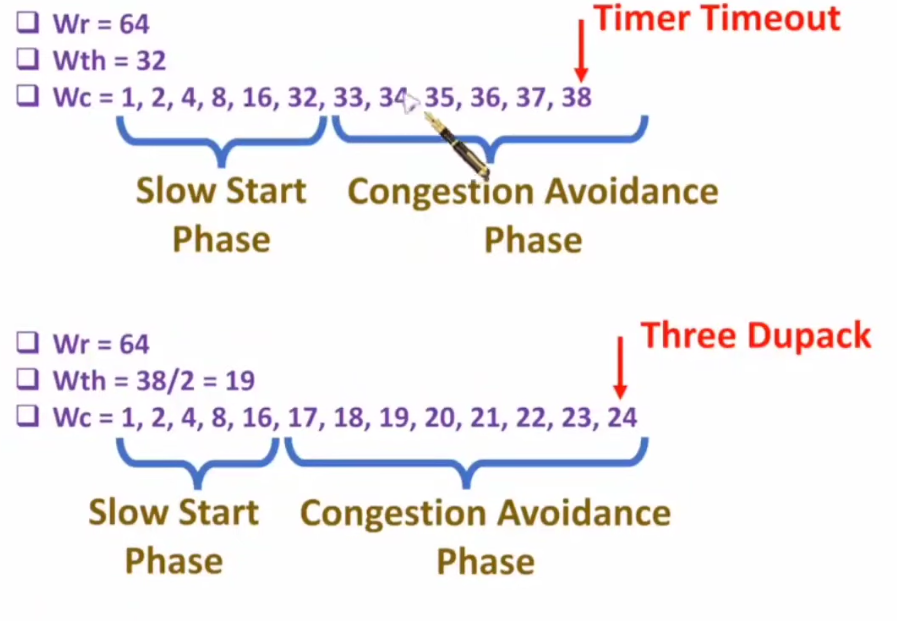 Timer Timeout
❑ Wr = 64
❑ Wth = 32
❑ Wc = 1, 2, 4, 8, 16, 32, 33, 34, 35, 36, 37, 38
Slow Start
Phase
Congestion Avoidance
Phase
Three Dupack
❑ Wr = 64
❑ Wth = 38/2 = 19
❑ Wc = 1, 2, 4, 8, 16, 17, 18, 19, 20, 21, 22, 23, 24
Slow Start
Phase
Congestion Avoidance
Phase